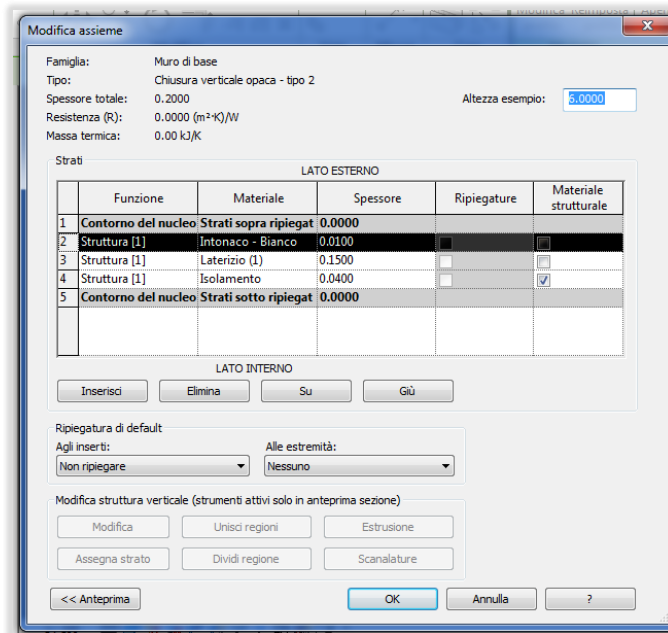 Modifica assieme
Famiglia: Muro di base
Tipo: Chiusura verticale opaca - tipo 2
Spessore totale: 0.2000 Altezza esempio: 6.0000
Resistenza (R): 0.0000 (m²·K)/W
Massa termica: 0.00 kJ/K
Strati
LATO ESTERNO
Funzione Materiale Spessore Ripiegature Materiale strutturale
1 Contorno del nucleo Strati sopra ripiegat 0.0000
2 Struttura [1] Intonaco - Bianco 0.0100
3 Struttura [1] Laterizio (1) 0.1500
4 Struttura [1] Isolamento 0.0400
5 Contorno del nucleo Strati sotto ripiegat 0.0000
LATO INTERNO
Inserisci Elimina Su Giù
Ripiegatura di default
Agli inserti: Alle estremità:
Non ripiegare Nessuno
Modifica struttura verticale (strumenti attivi solo in anteprima sezione)
Modifica Unisci regioni Estrusione
Assegna strato Dividi regione Scanalature
<< Anteprima OK Annulla ?